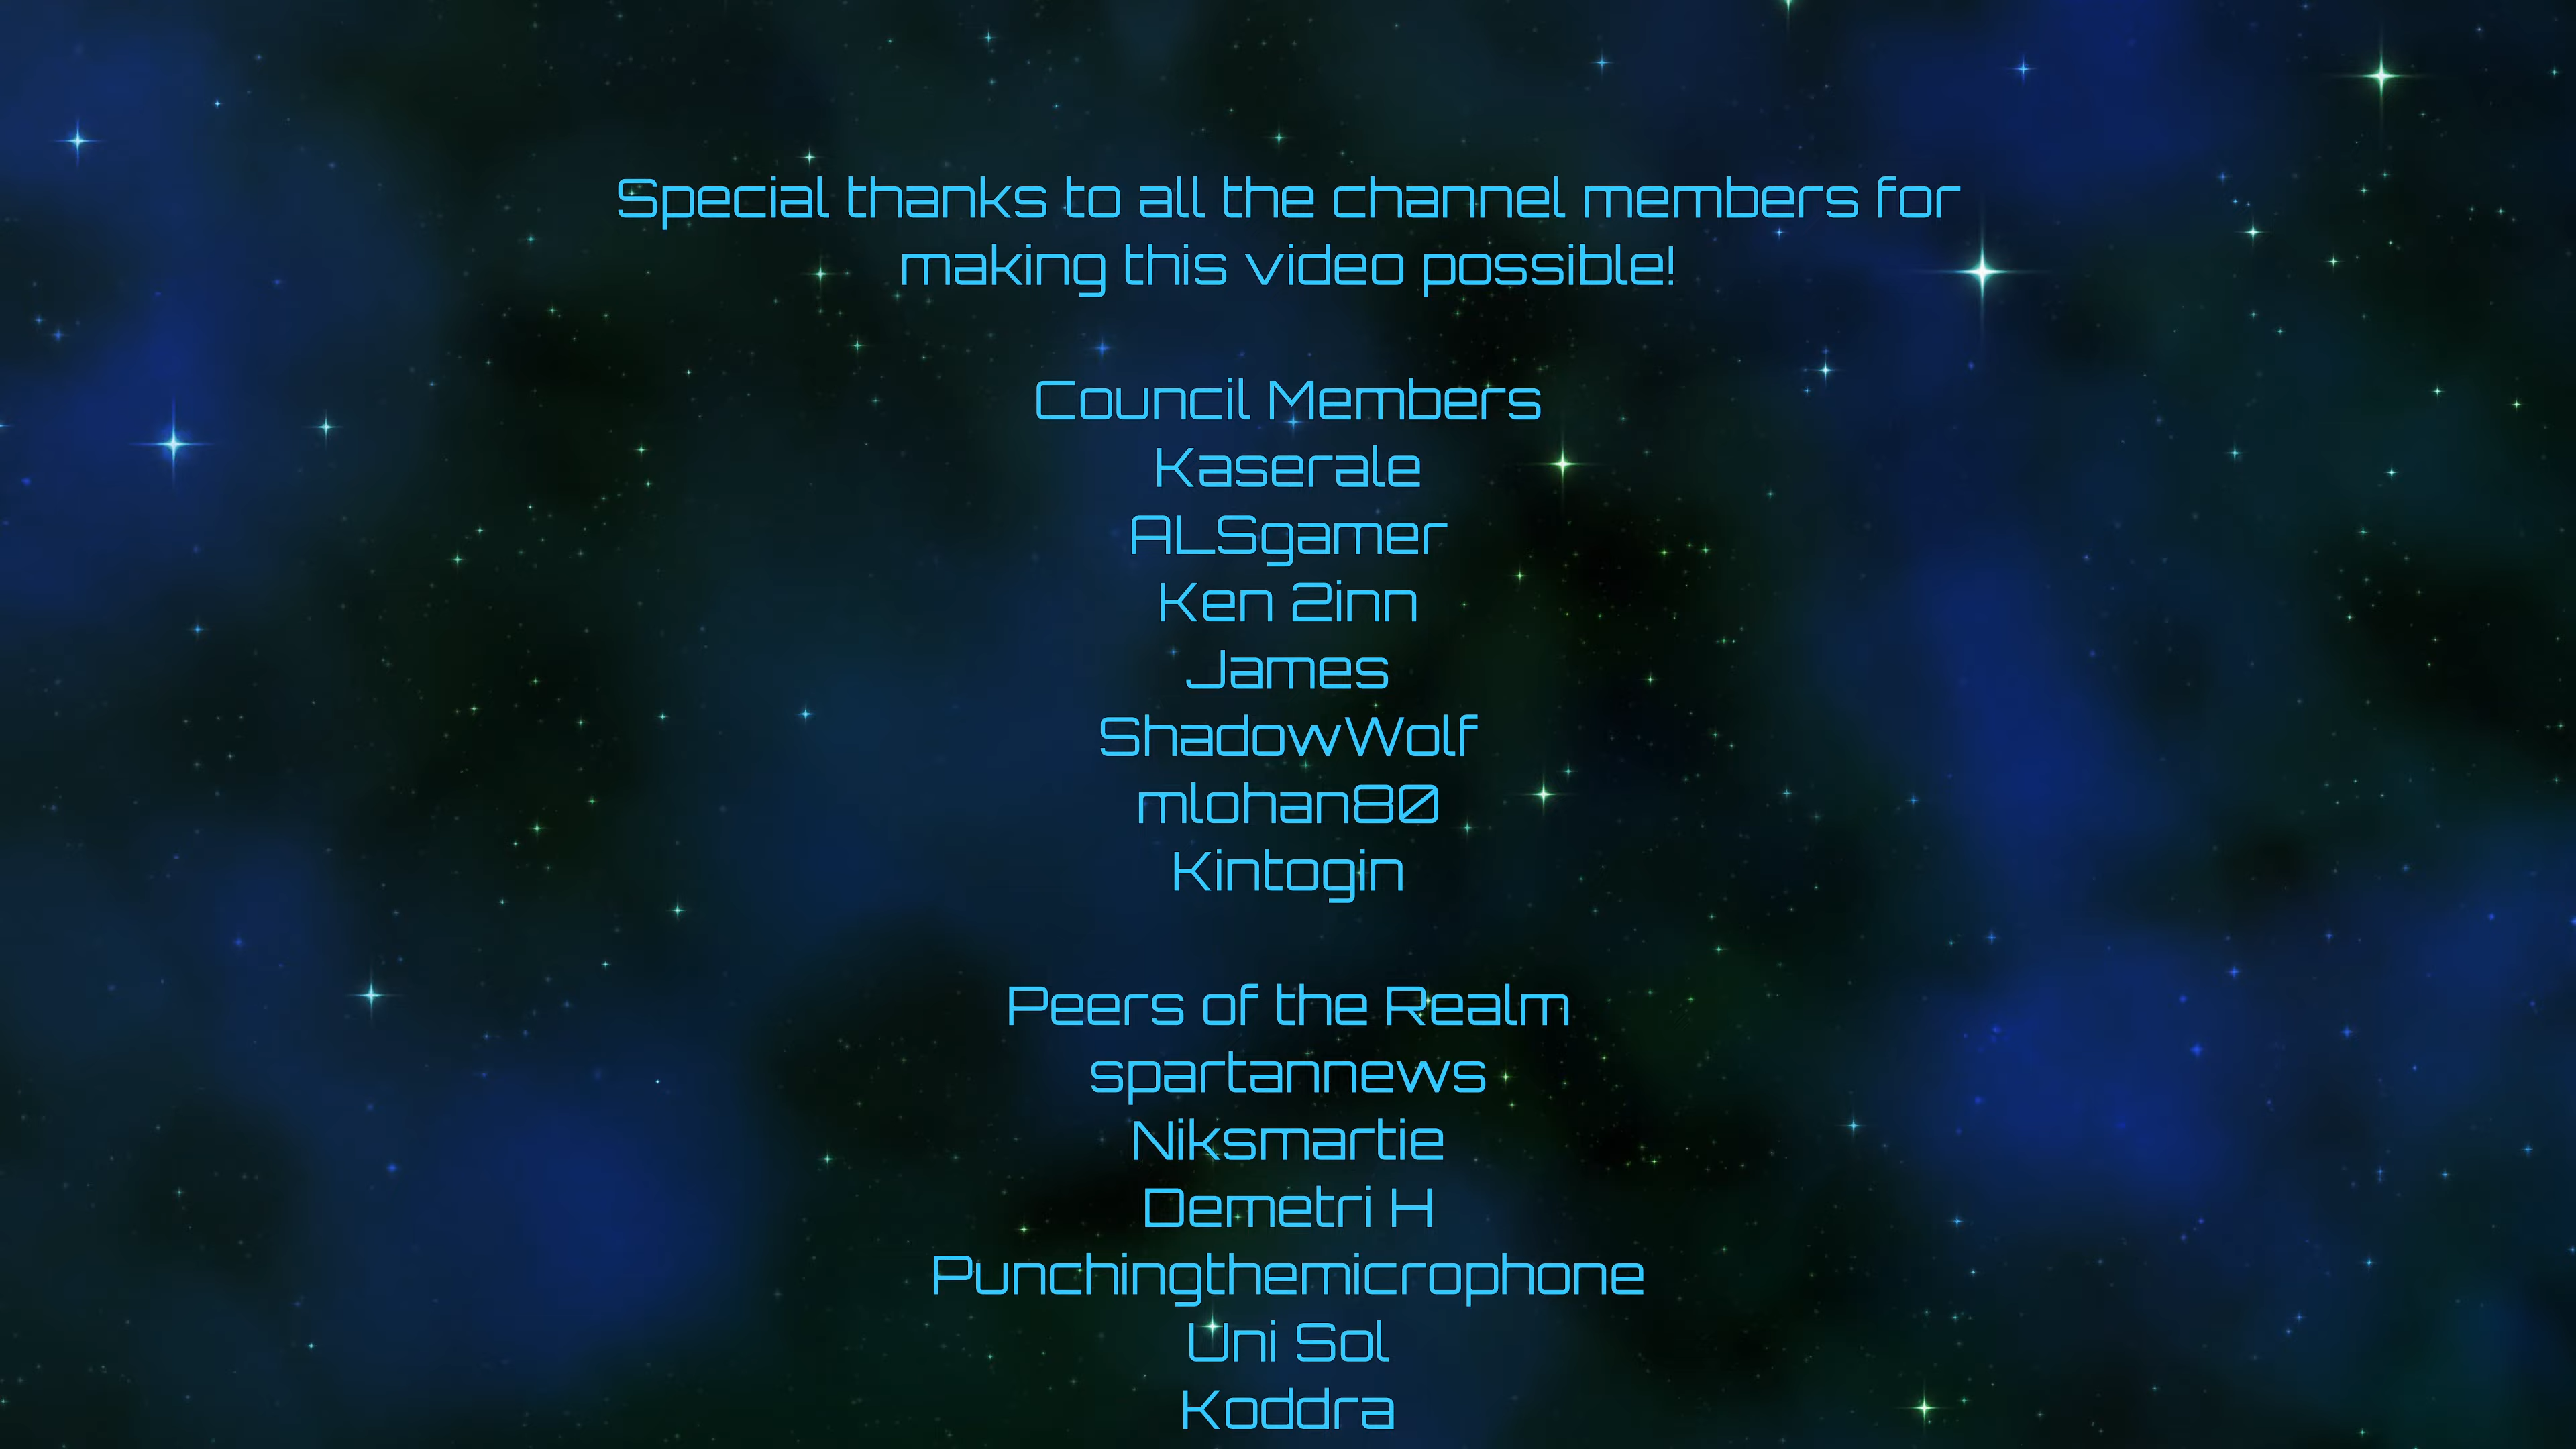 Special thanks to all the channel members for
making this video possible!
Council Members
Kaserale
ALSgamer
Ken 2inn
James
ShadowWolf
mlohan80
Kintogin
Peers of the Realm
spartannews
Niksmartie
Demetri H
Punchingthemicrophone
Uni Sol
Koddra